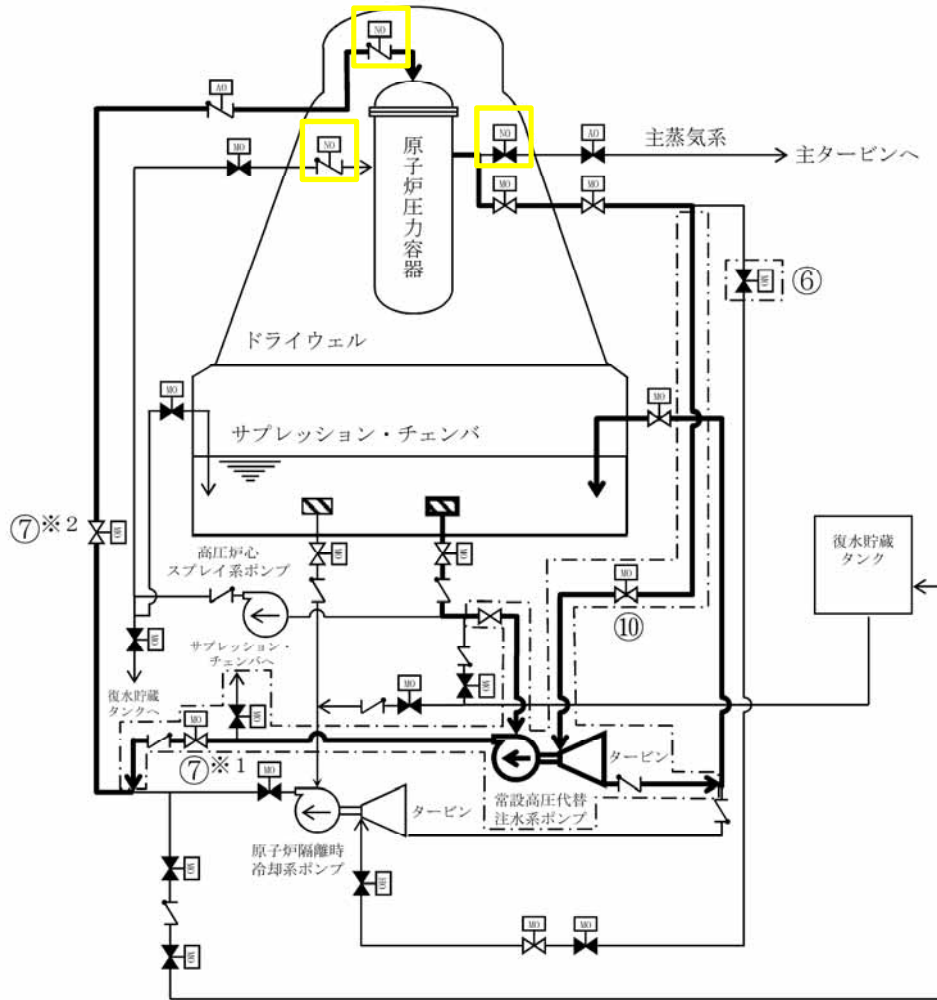 NO
AO
MO
NO
NO
AO
主蒸気系
主タービンへ
原子炉圧力容器
MO
MO
MO
⑥
ドライウェル
MO
MO
サプレッション・チェンバ
⑦※2
MO
高圧炉心
スプレイ系ポンプ
MO
MO
MO
⑩
復水貯蔵
タンク
MO
サプレッション・
チェンバへ
MO
MO
復水貯蔵
タンクへ
MO
MO
⑦※1
MO
タービン
タービン
常設高圧代替
注水系ポンプ
原子炉隔離時
冷却系ポンプ
MO
MO
MO
MO
MO